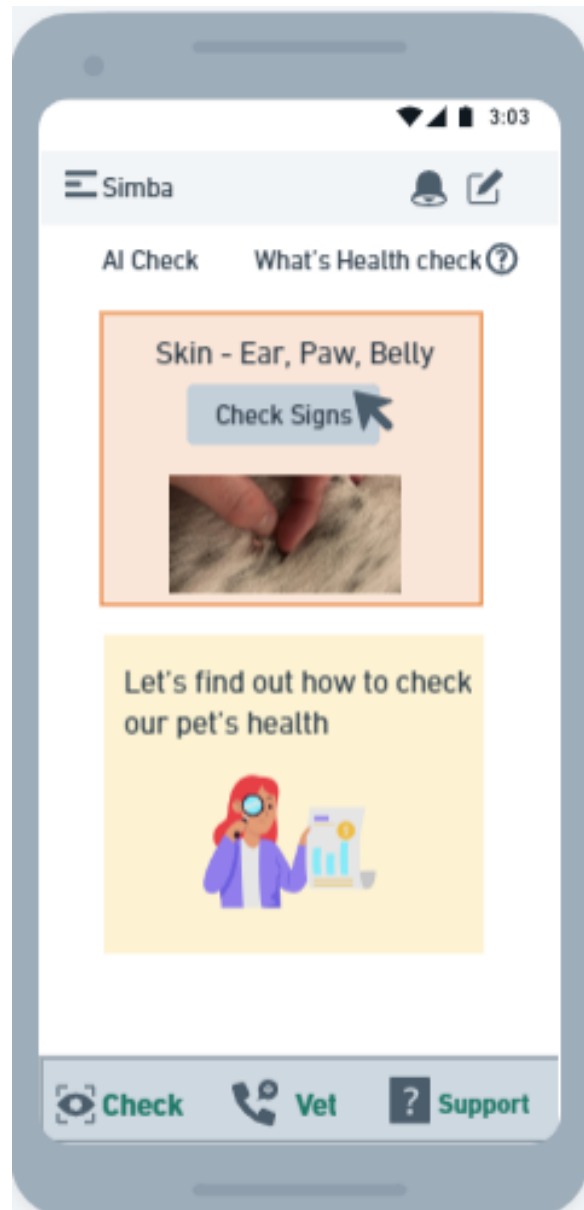 3:03
Simba
AI Check What's Health check ?
Skin - Ear, Paw, Belly
Check Signs
Let's find out how to check
our pet's health
$
Check Vet ? Support